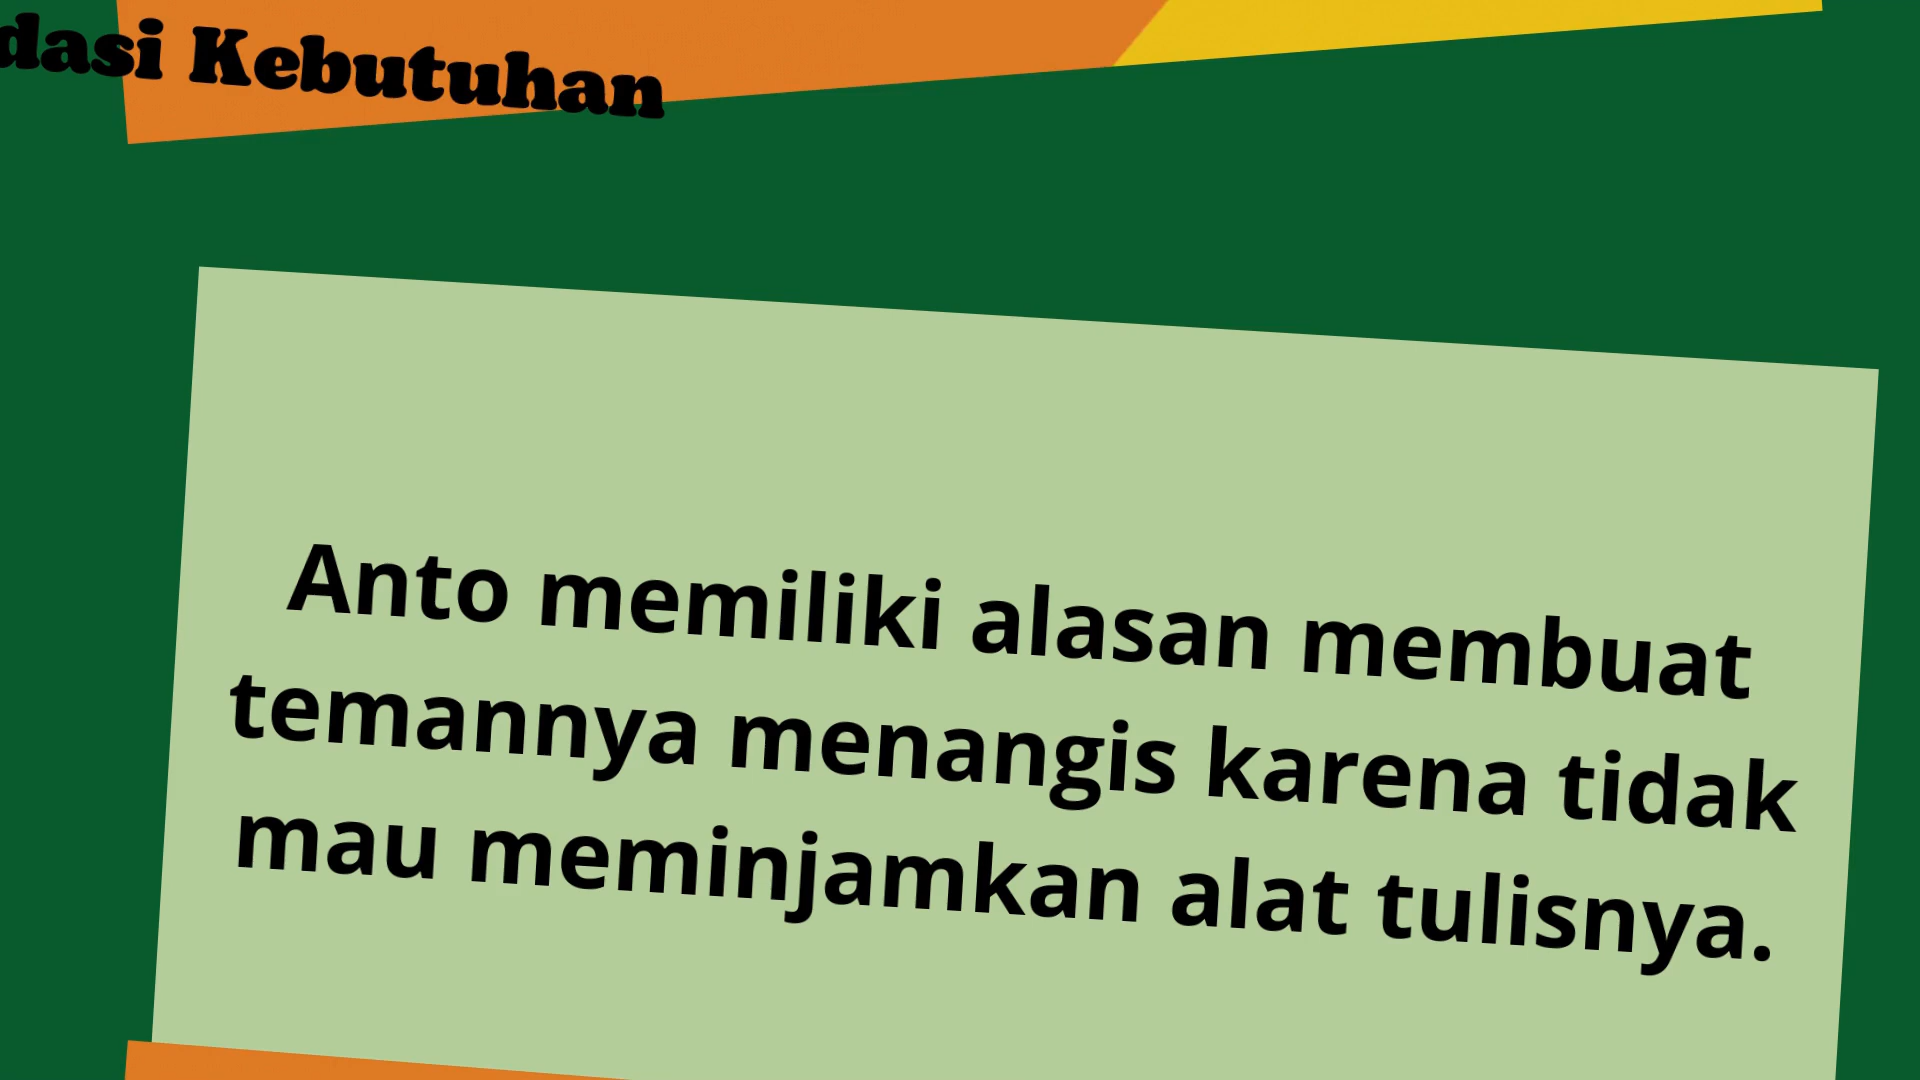 dasi Kebutuhan
Anto memiliki alasan membuat
temannya menangis karena tidak
mau meminjamkan alat tulisnya.